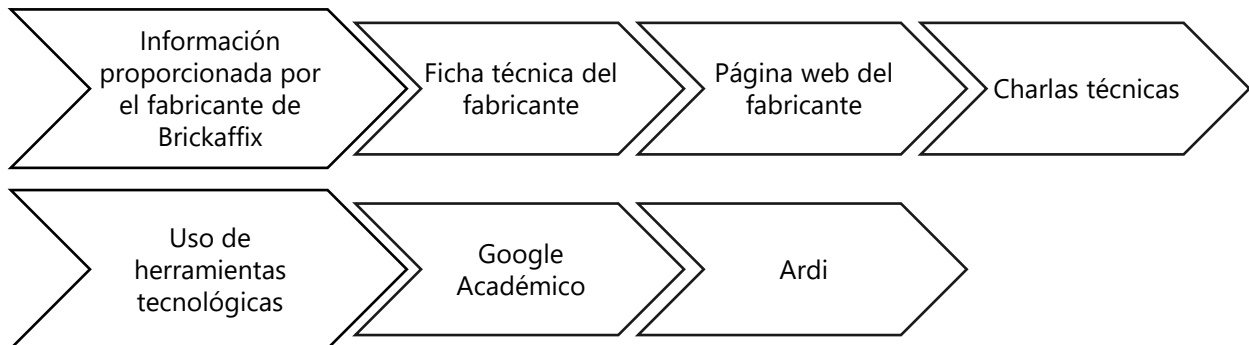 Información
proporcionada por
el fabricante de
Brickaffix
Ficha técnica del
fabricante
Página web del
fabricante
Charlas técnicas
Uso de
herramientas
tecnológicas
Google
Académico
Ardi